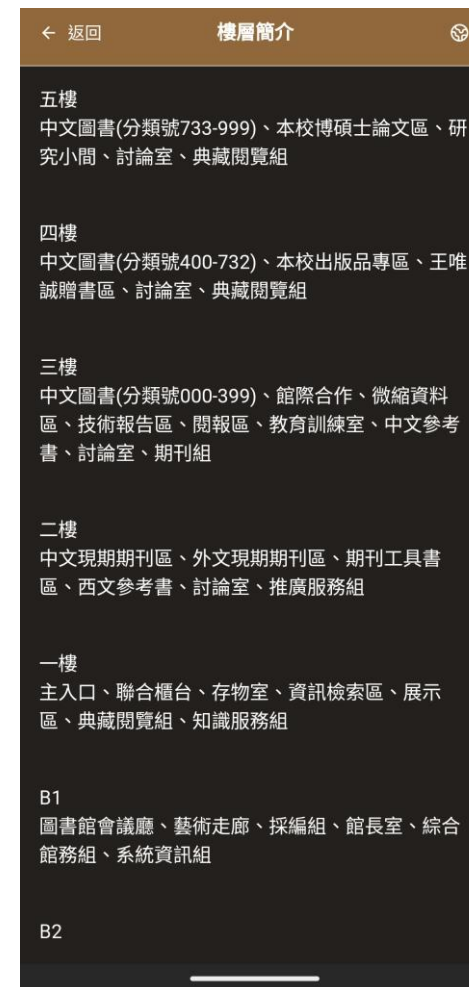 ← 返回 樓層簡介
五樓
中文圖書(分類號733-999)、本校博碩士論文區、研
究小間、討論室、典藏閱覽組
四樓
中文圖書(分類號400-732)、本校出版品專區、王唯
誠贈書區、討論室、典藏閱覽組
三樓
中文圖書(分類號000-399)、館際合作、微縮資料
區、技術報告區、閱報區、教育訓練室、中文參考
書、討論室、期刊組
二樓
中文現期期刊區、外文現期期刊區、期刊工具書
區、西文參考書、討論室、推廣服務組
一樓
主入口、聯合櫃台、存物室、資訊檢索區、展示
區、典藏閱覽組、知識服務組
B1
圖書館會議廳、藝術走廊、採編組、館長室、綜合
館務組、系統資訊組
B2